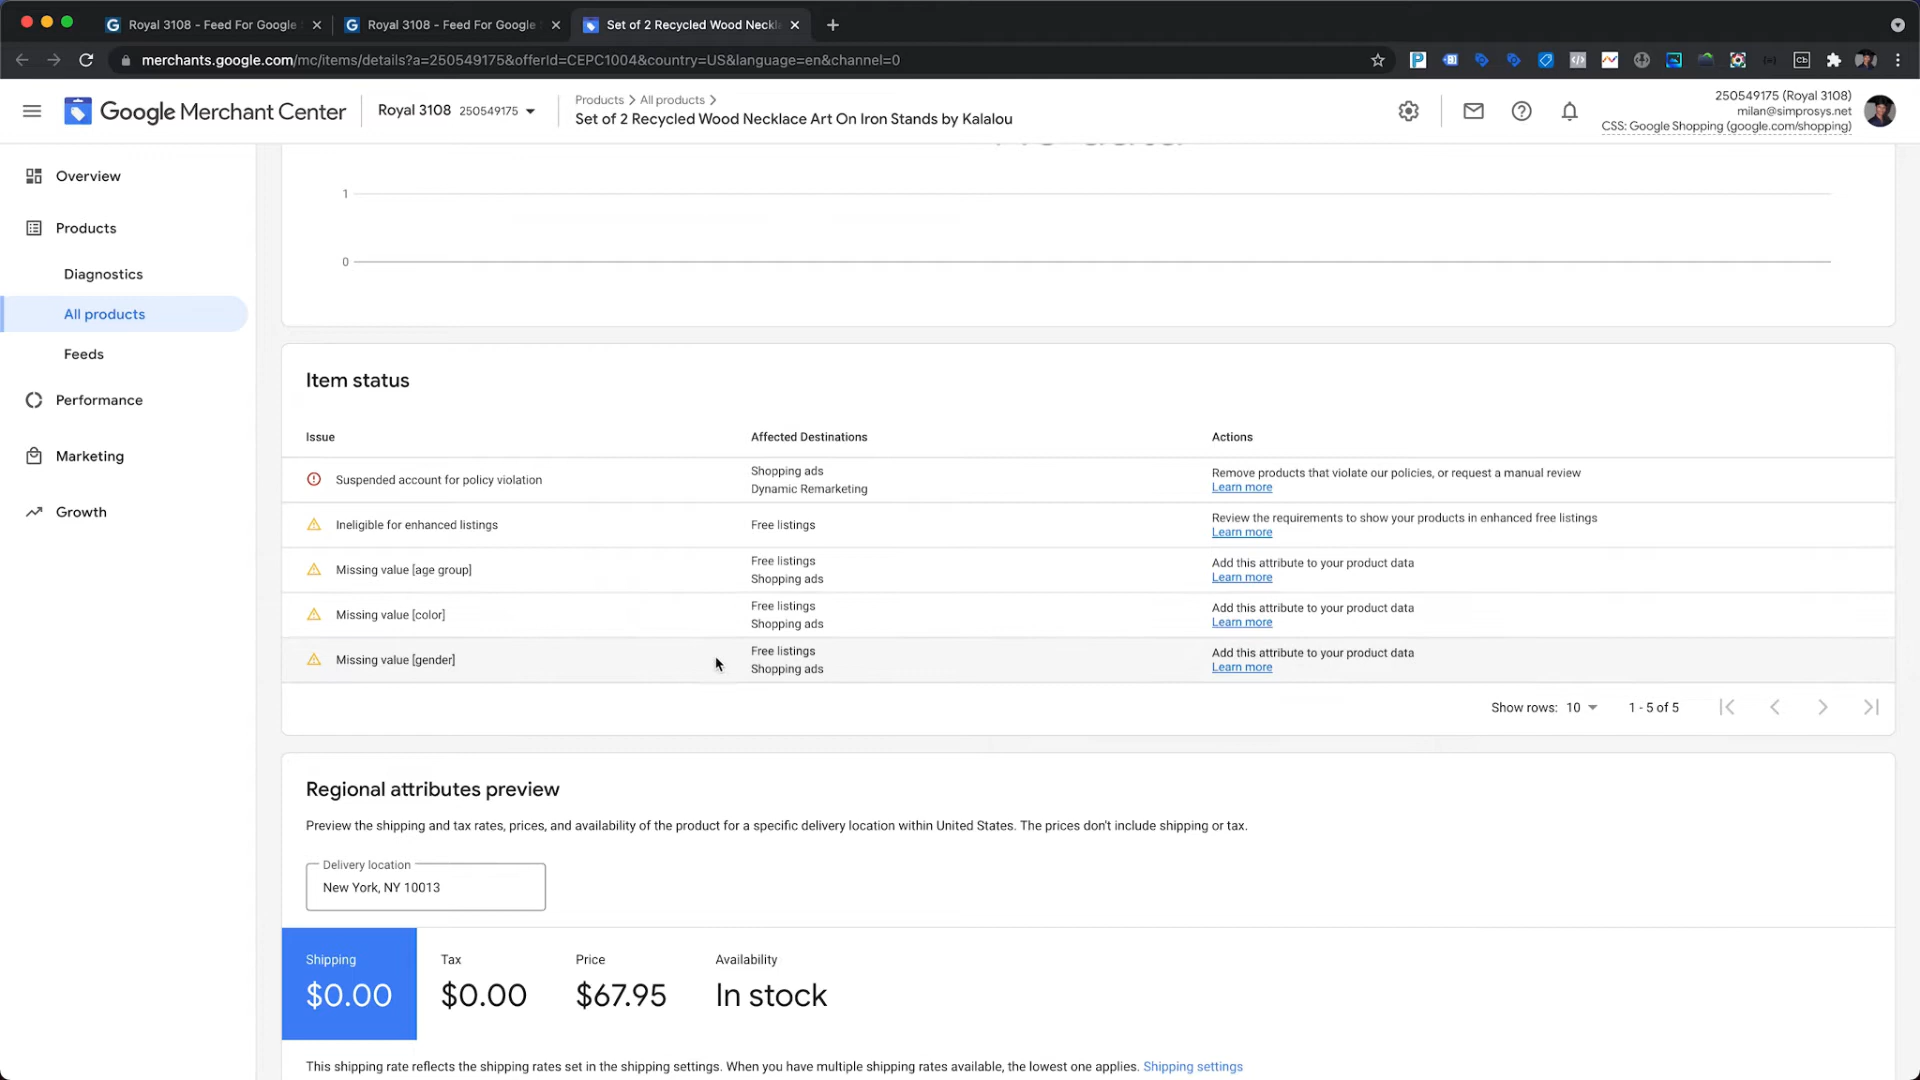 Royal 3108 - Feed For Google
Royal 3108 - Feed For Google
Set of 2 Recycled Wood Neckl
merchants.google.com/mc/items/details?a=250549175&offerId=CEPC1004&country=US&language=en&channel=0
Google Merchant Center
Royal 3108 250549175
Products > All products >
Set of 2 Recycled Wood Necklace Art On Iron Stands by Kalalou
250549175 (Royal 3108)
milan@simprosys.net
CSS: Google Shopping (google.com/shopping)
Overview
Products
Diagnostics
All products
Feeds
Performance
Marketing
Growth
1
0
Item status
Issue Affected Destinations Actions
Suspended account for policy violation
Shopping ads
Dynamic Remarketing
Remove products that violate our policies, or request a manual review
Learn more
Ineligible for enhanced listings
Free listings
Review the requirements to show your products in enhanced free listings
Learn more
Missing value [age group]
Free listings
Shopping ads
Add this attribute to your product data
Learn more
Missing value [color]
Free listings
Shopping ads
Add this attribute to your product data
Learn more
Missing value [gender]
Free listings
Shopping ads
Add this attribute to your product data
Learn more
Show rows: 10 1 - 5 of 5
Regional attributes preview
Preview the shipping and tax rates, prices, and availability of the product for a specific delivery location within United States. The prices don't include shipping or tax.
Delivery location
New York, NY 10013
Shipping Tax Price Availability
$0.00 $0.00 $67.95 In stock
This shipping rate reflects the shipping rates set in the shipping settings. When you have multiple shipping rates available, the lowest one applies. Shipping settings